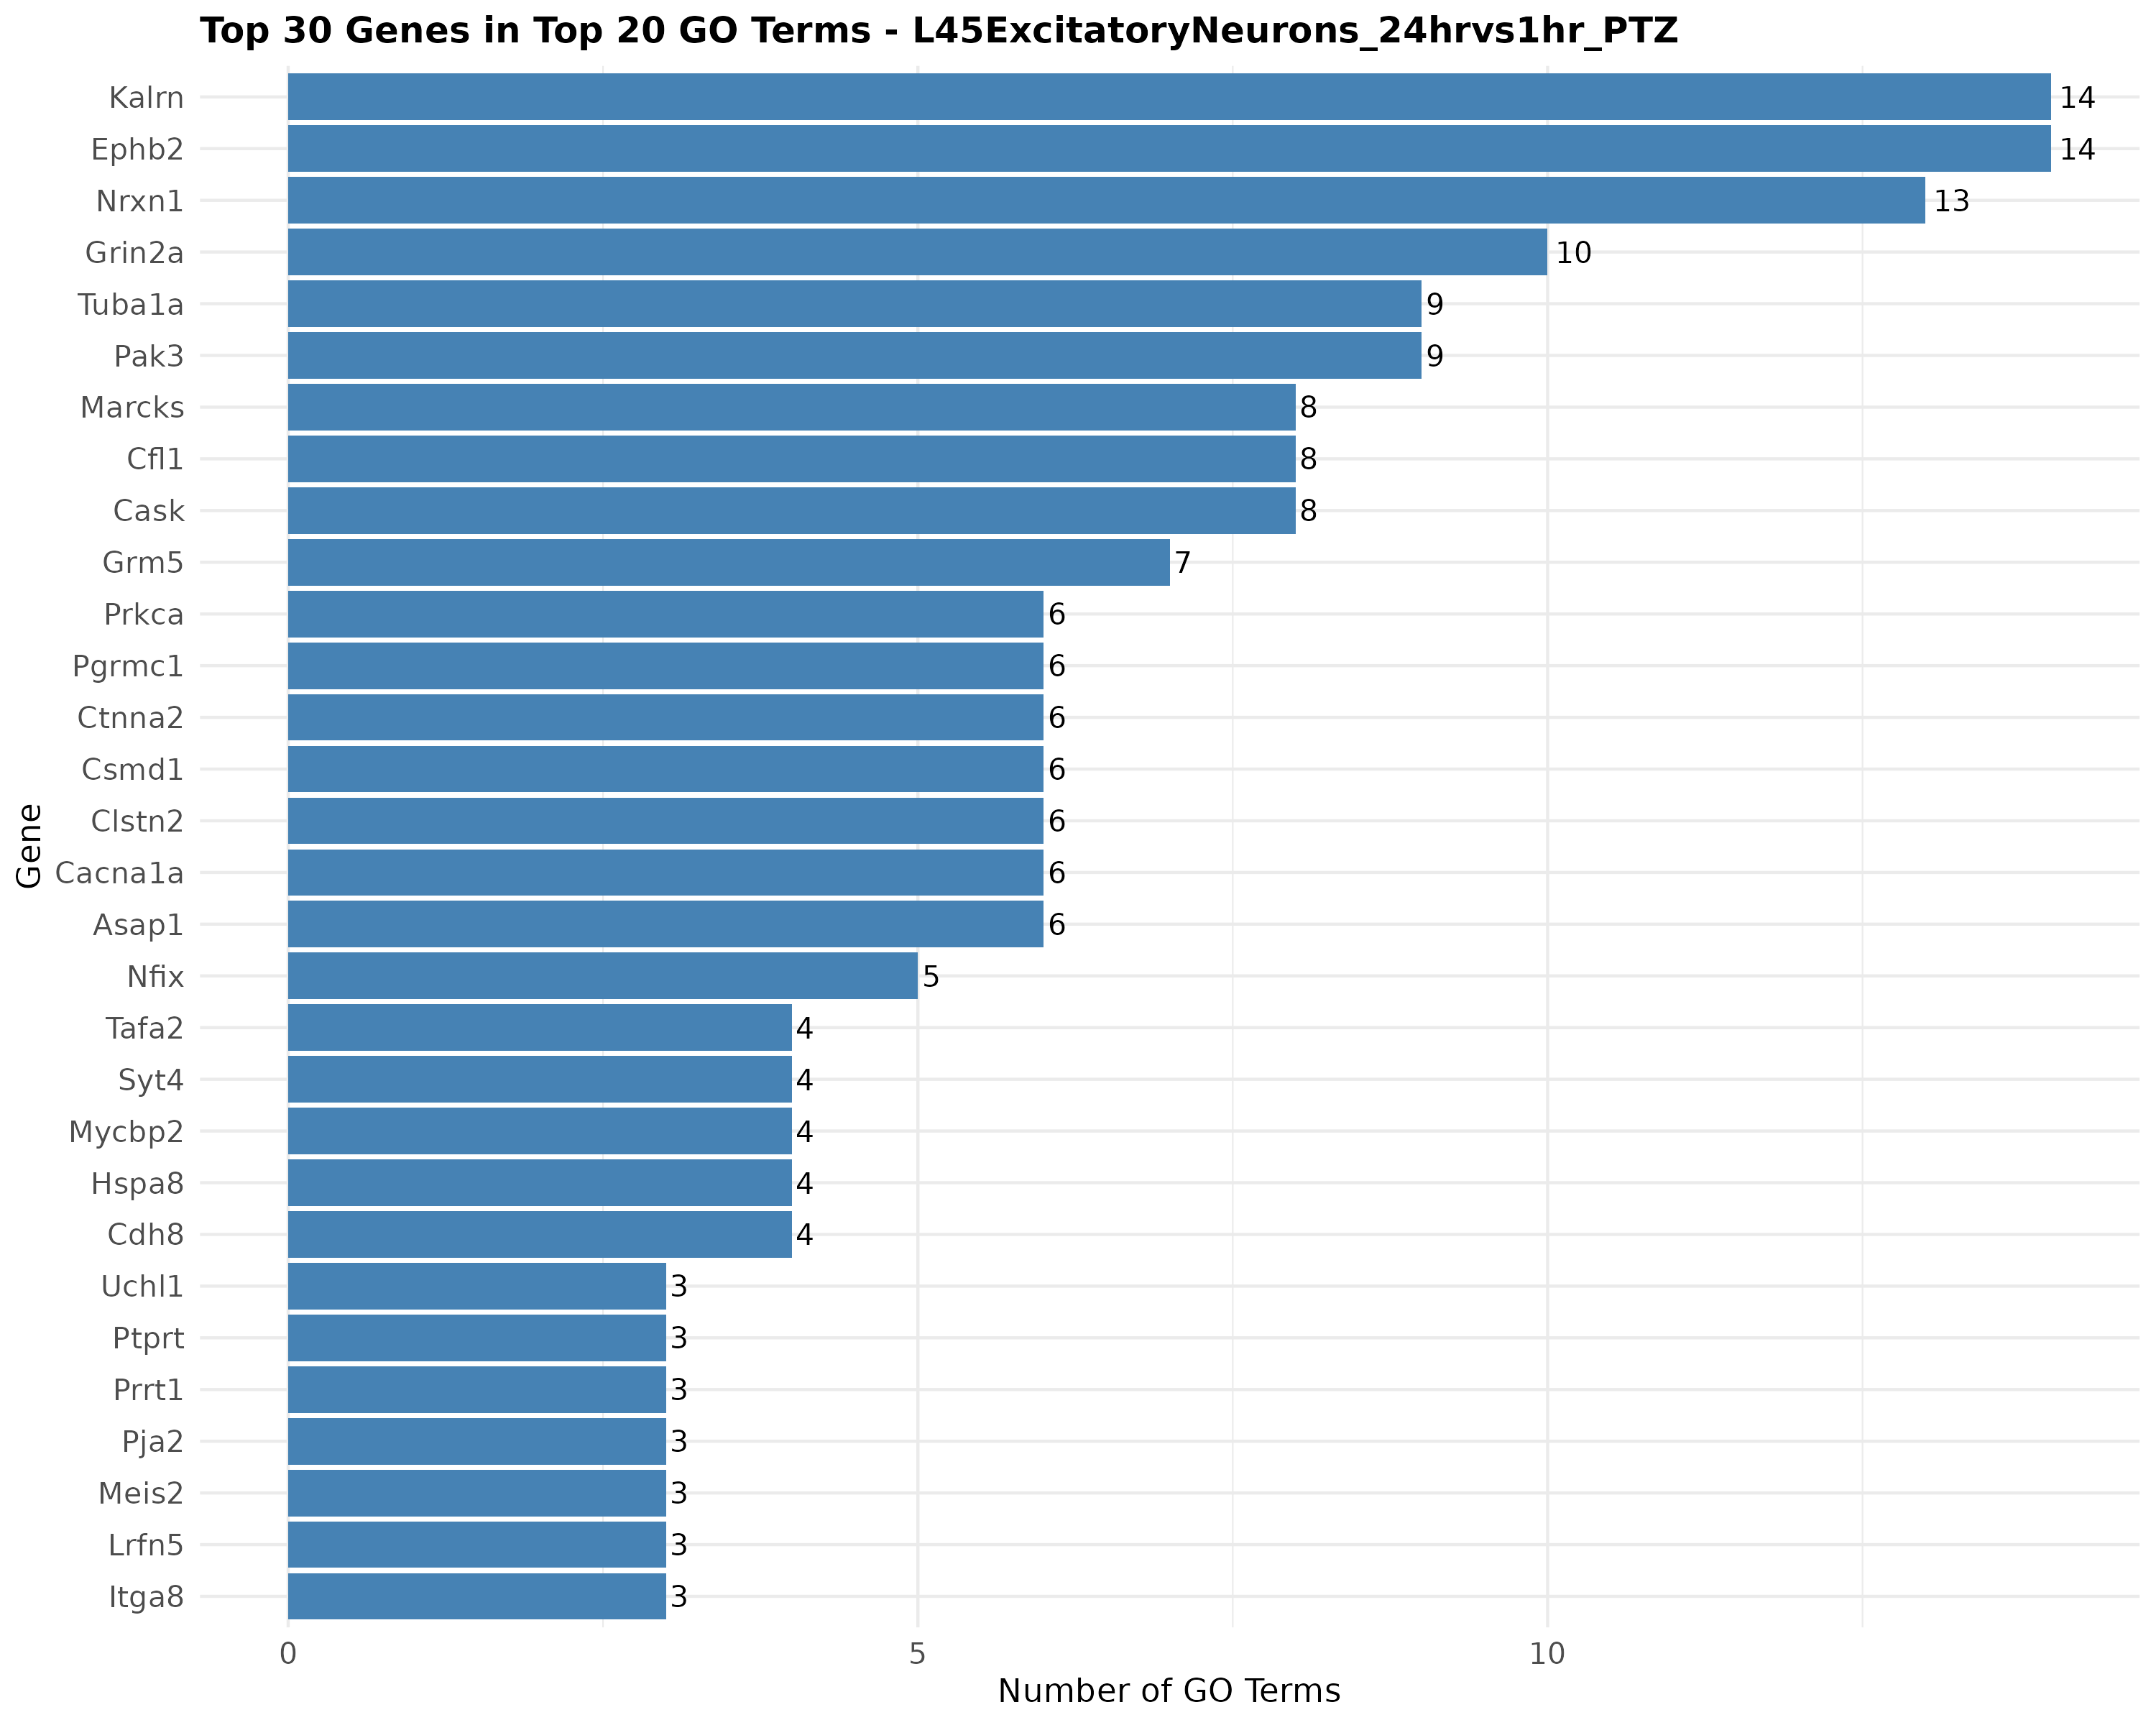 Top 30 Genes in Top 20 GO Terms - L45ExcitatoryNeurons_24hrvs1hr_PTZ
Kalrn 14
Ephb2 14
Nrxn1 13
Grin2a 10
Tuba1a 9
Pak3 9
Marcks 8
Cfl1 8
Cask 8
Grm5 7
Prkca 6
Pgrmc1 6
Ctnna2 6
Csmd1 6
Clstn2 6
Cacna1a 6
Asap1 6
Nfix 5
Tafa2 4
Syt4 4
Mycbp2 4
Hspa8 4
Cdh8 4
Uchl1 3
Ptprt 3
Prrt1 3
Pja2 3
Meis2 3
Lrfn5 3
Itga8 3
Gene
0 5 10
Number of GO Terms